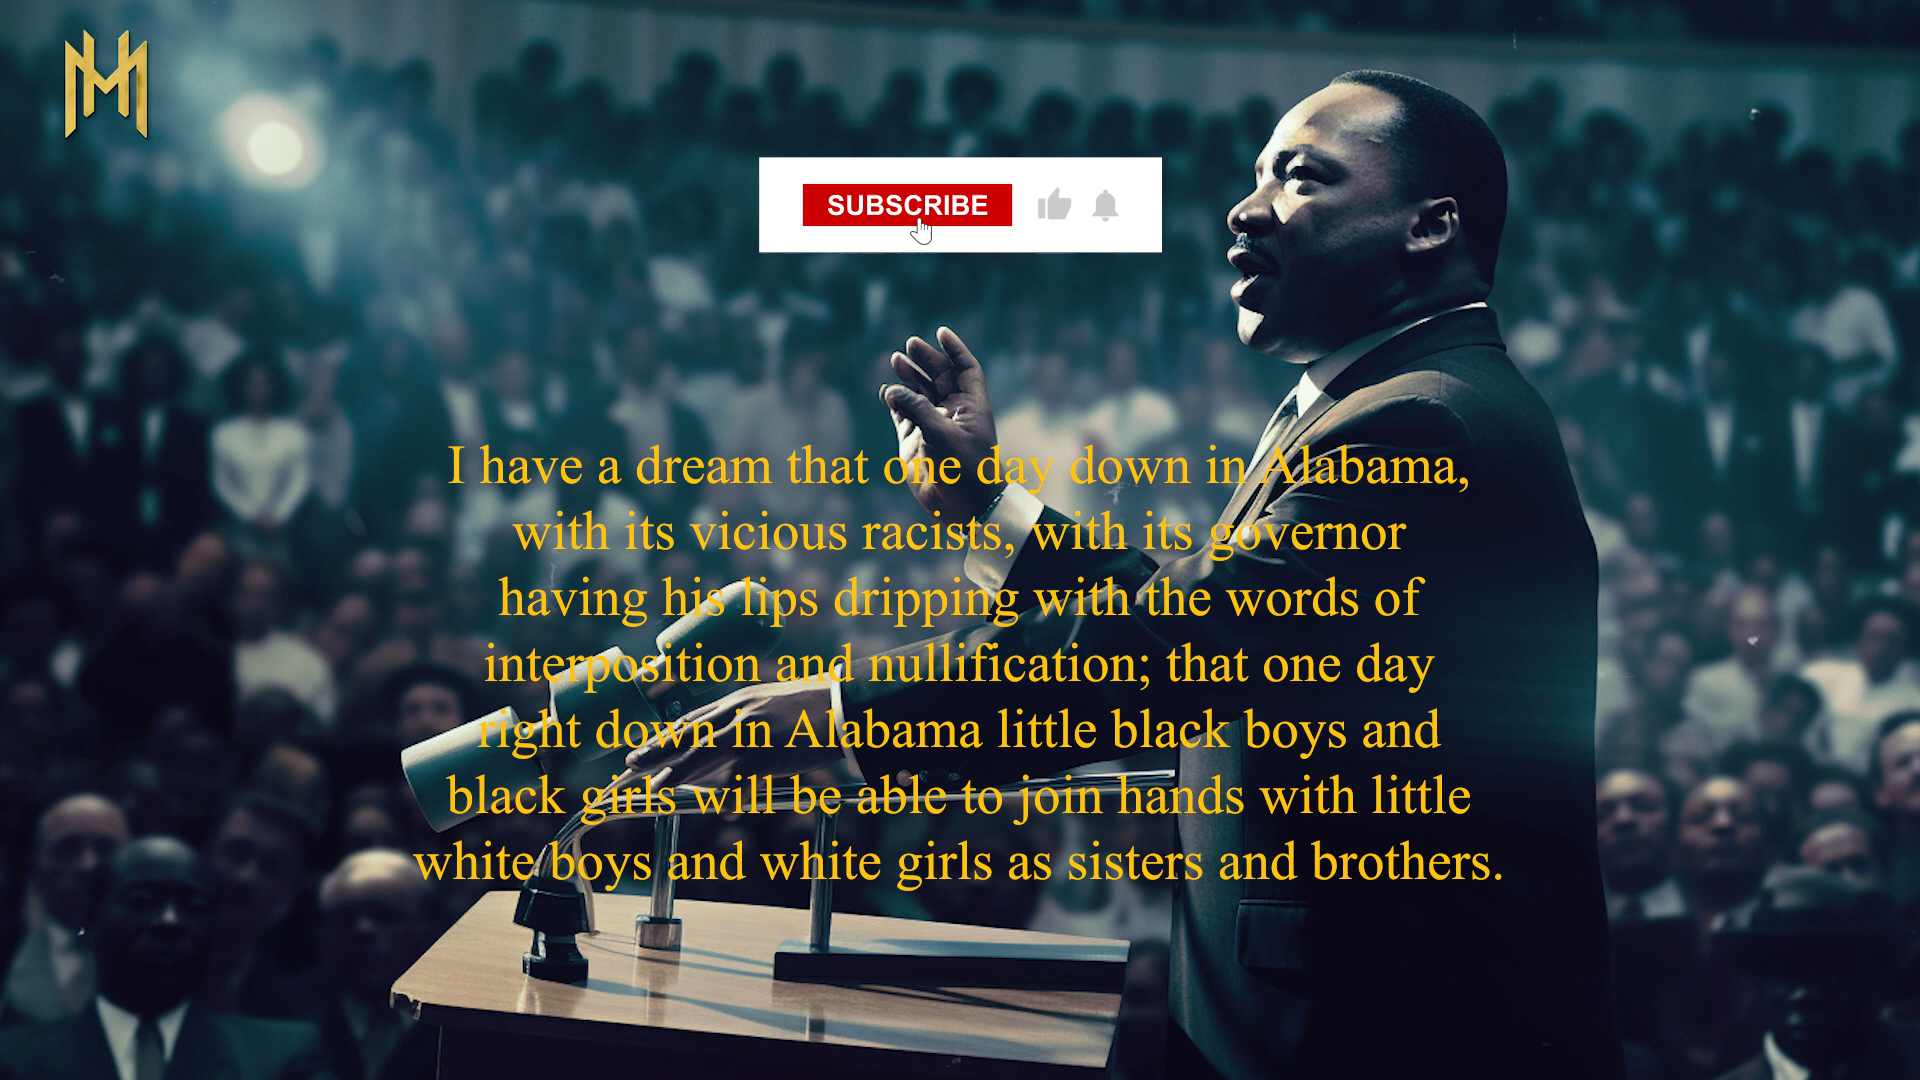 SUBSCRIBE
I have a dream that one day down in Alabama,
with its vicious racists, with its governor
having his lips dripping with the words of
interposition and nullification; that one day
right down in Alabama little black boys and
black girls will be able to join hands with little
white boys and white girls as sisters and brothers.